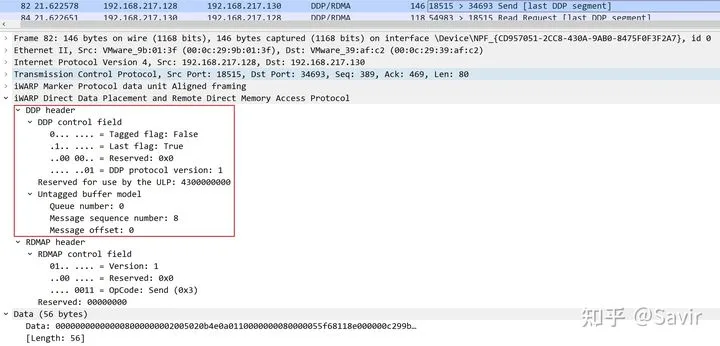 82 21.622578 192.168.217.128 192.168.217.130 DDP/RDMA 146 18515 > 34693 Send [last DDP segment]
84 21.622651 192.168.217.130 192.168.217.128 DDP/RDMA 118 54983 > 18515 Read Request [last DDP segment]
Frame 82: 146 bytes on wire (1168 bits), 146 bytes captured (1168 bits) on interface \Device\NPF_{CD957051-2CC8-430A-9AB0-8475F0F3F2A7}, id 0
Ethernet II, Src: VMware_9b:01:3f (00:0c:29:9b:01:3f), Dst: VMware_39:af:c2 (00:0c:29:39:af:c2)
Internet Protocol Version 4, Src: 192.168.217.128, Dst: 192.168.217.130
Transmission Control Protocol, Src Port: 18515, Dst Port: 34693, Seq: 389, Ack: 469, Len: 80
iWARP Marker Protocol data unit Aligned framing
iWARP Direct Data Placement and Remote Direct Memory Access Protocol
DDP header
DDP control field
0... .... = Tagged flag: False
.1.. .... = Last flag: True
..00 00.. = Reserved: 0x0
.... ..01 = DDP protocol version: 1
Reserved for use by the ULP: 4300000000
Untagged buffer model
Queue number: 0
Message sequence number: 8
Message offset: 0
RDMAP header
RDMAP control field
01.. .... = Version: 1
..00 .... = Reserved: 0x0
.... 0011 = OpCode: Send (0x3)
Reserved: 00000000
Data (56 bytes)
Data: 000000000000000800000002005020b4e0a0110000000080000055f68118e000000c299b…
[Length: 56]
知乎 @Savir